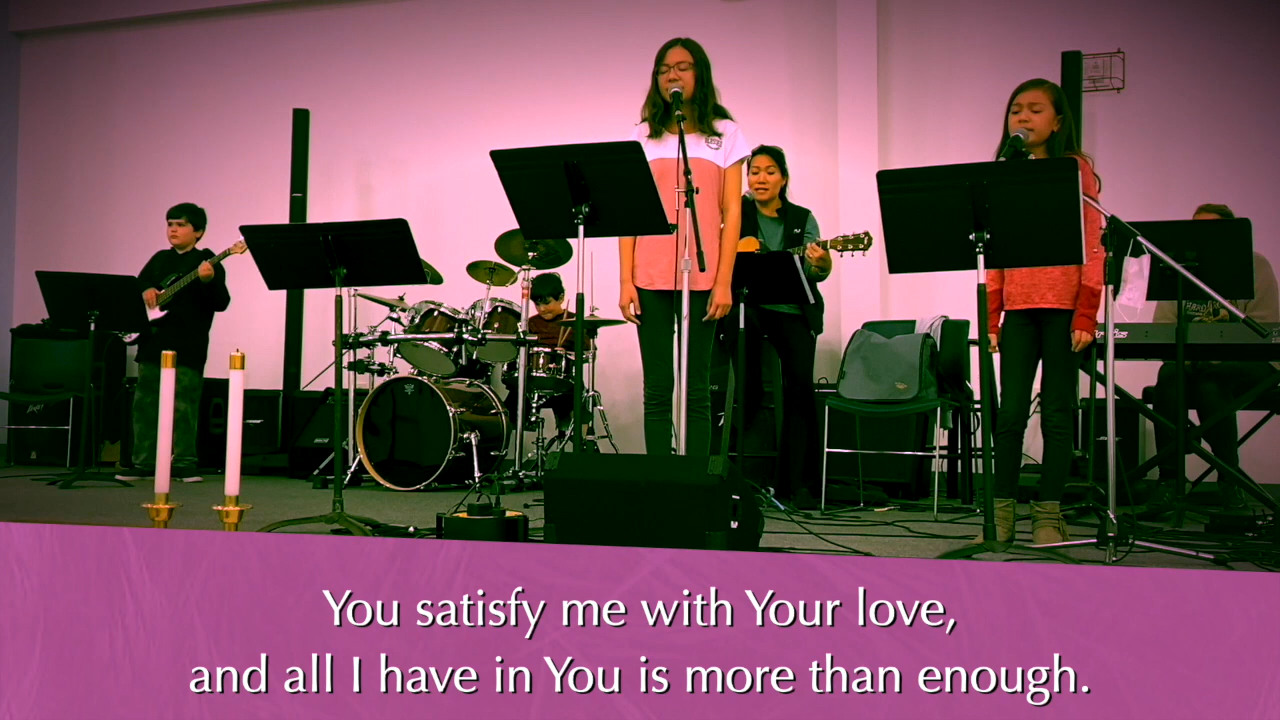 You satisfy me with Your love,
and all I have in You is more than enough.